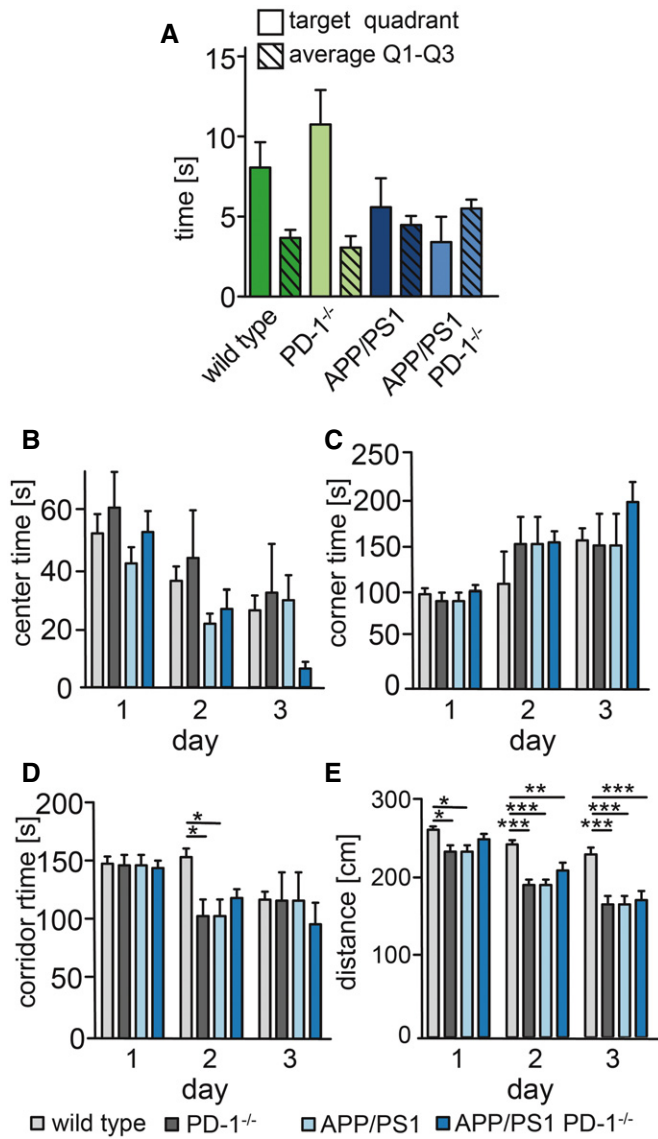 A
target quadrant
average Q1-Q3
15
10
5
0
time [s]
wild type
PD-1-/-
APP/PS1
APP/PS1
PD-1-/-
B
60
40
20
0
center time [s]
1 2 3
day
C
250
200
150
100
50
0
corner time [s]
1 2 3
day
D
200
150
100
50
0
corridor rtime [s]
*
*
1 2 3
day
E
300
200
100
0
distance [cm]
*
*
**
***
***
***
***
***
1 2 3
day
wild type PD-1-/- APP/PS1 APP/PS1 PD-1-/-